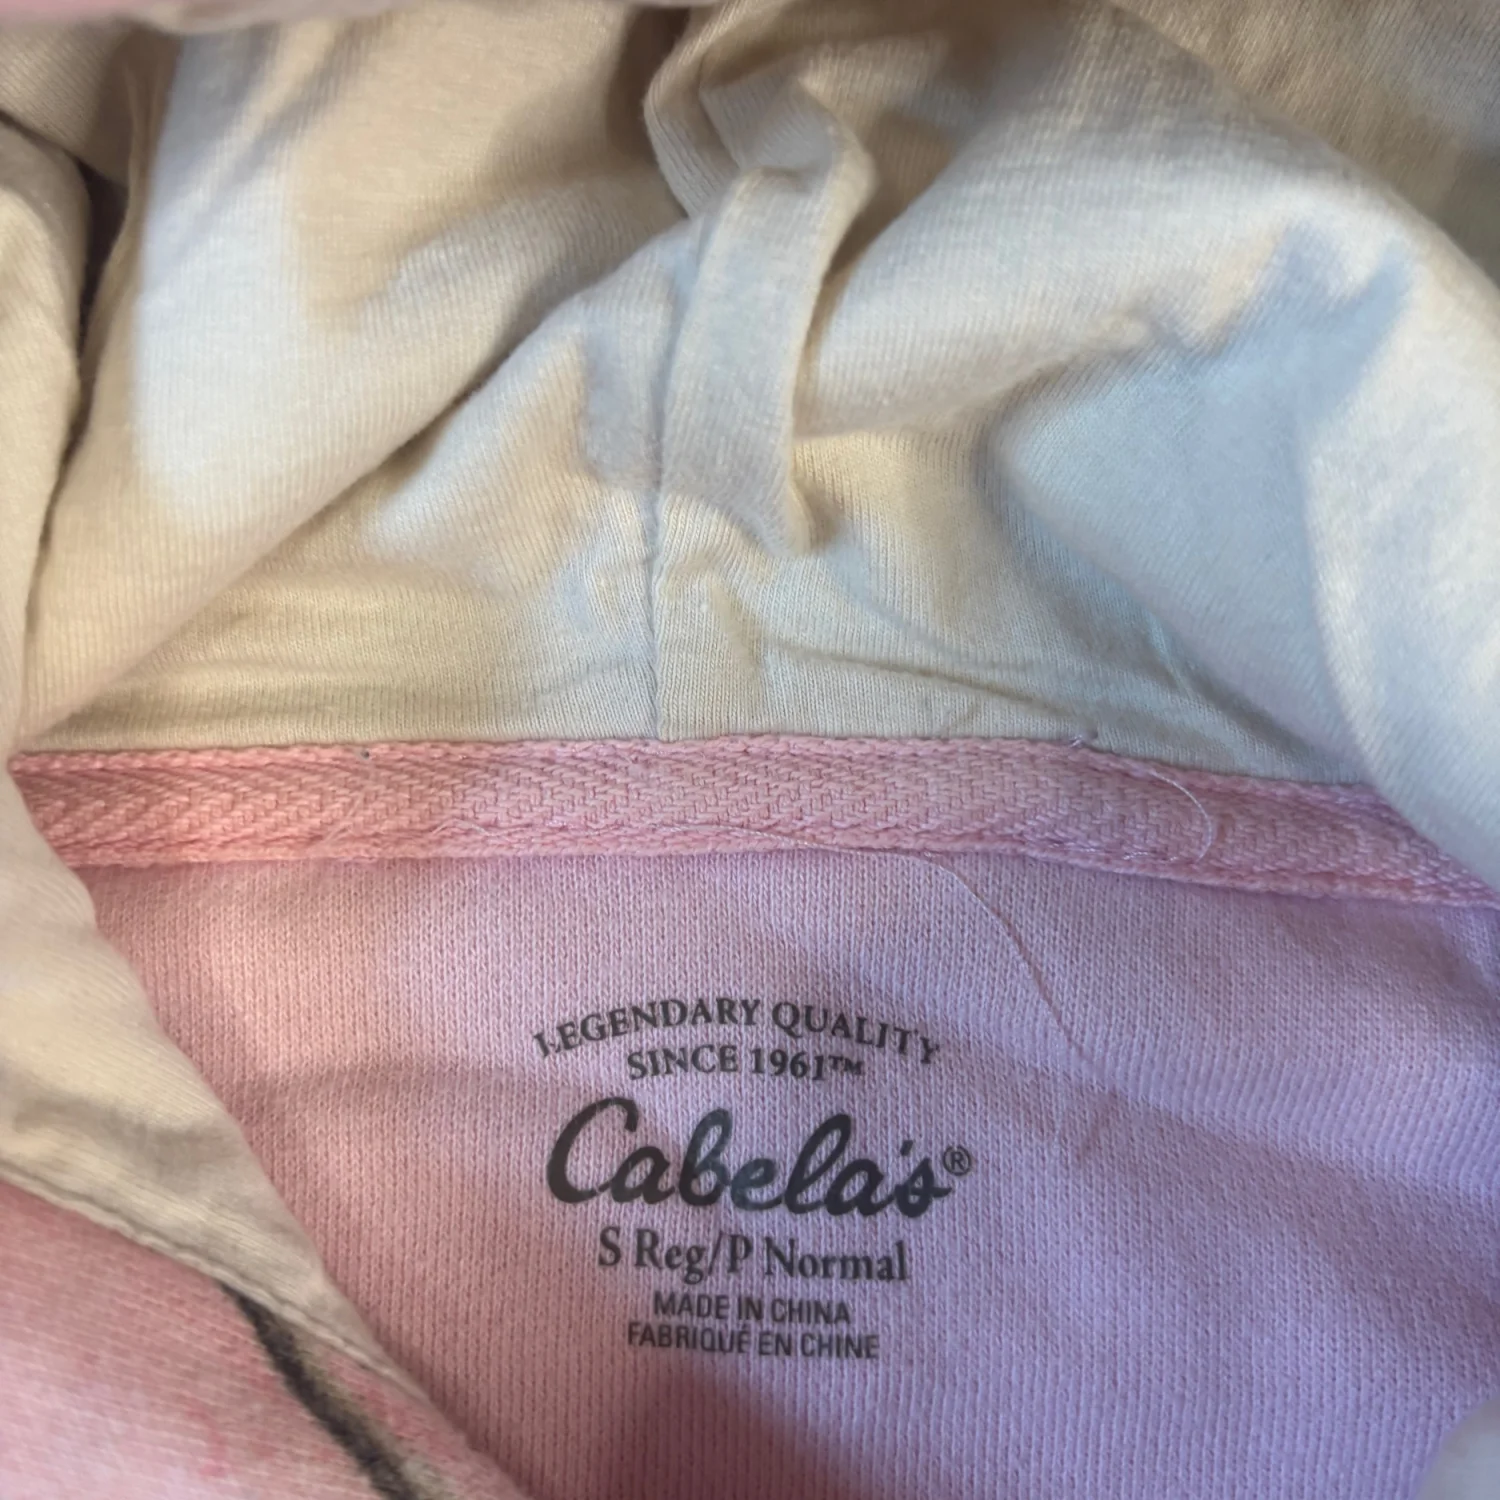 LEGENDARY QUALITY
SINCE 1961™
Cabela's®
S Reg/P Normal
MADE IN CHINA
FABRIQUÉ EN CHINE